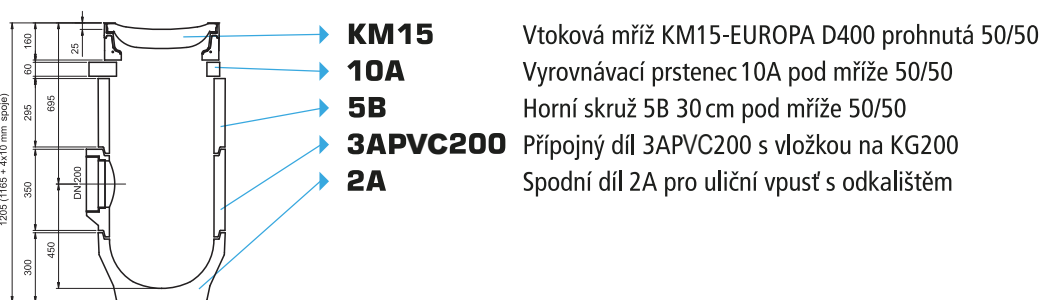 KM15 Vtoková mříž KM15-EUROPA D400 prohnutá 50/50
10A Vyrovnávací prstenec 10A pod mříže 50/50
5B Horní skruž 5B 30 cm pod mříže 50/50
3APVC200 Přípojný díl 3APVC200 s vložkou na KG200
2A Spodní díl 2A pro uliční vpusť s odkalištěm
1205 (1165 + 4x10 mm spoje)
160
60
295
350
300
25
695
450
DN 200